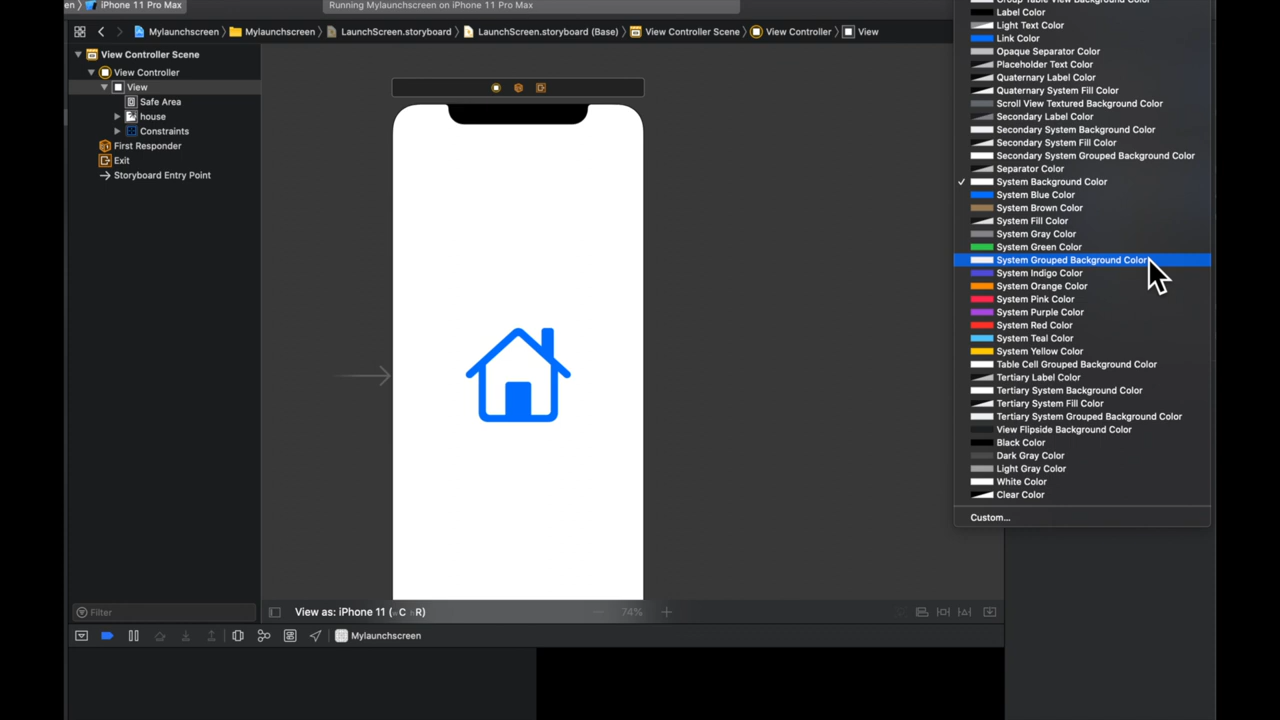 en) 〉 iPhone 11 Pro Max
Running Mylaunchscreen on iPhone 11 Pro Max
Mylaunchscreen 〉 Mylaunchscreen 〉 LaunchScreen.storyboard 〉 LaunchScreen.storyboard (Base) 〉 View Controller Scene 〉 View Controller 〉 View
View Controller Scene
View Controller
View
Safe Area
house
Constraints
First Responder
Exit
Storyboard Entry Point
Group Table View Background Color
Label Color
Light Text Color
Link Color
Opaque Separator Color
Placeholder Text Color
Quaternary Label Color
Quaternary System Fill Color
Scroll View Textured Background Color
Secondary Label Color
Secondary System Background Color
Secondary System Fill Color
Secondary System Grouped Background Color
Separator Color
✓ System Background Color
System Blue Color
System Brown Color
System Fill Color
System Gray Color
System Green Color
System Grouped Background Color
System Indigo Color
System Orange Color
System Pink Color
System Purple Color
System Red Color
System Teal Color
System Yellow Color
Table Cell Grouped Background Color
Tertiary Label Color
Tertiary System Background Color
Tertiary System Fill Color
Tertiary System Grouped Background Color
View Flipside Background Color
Black Color
Dark Gray Color
Light Gray Color
White Color
Clear Color
Custom...
Filter
View as: iPhone 11 (wC hR)
74%
Mylaunchscreen